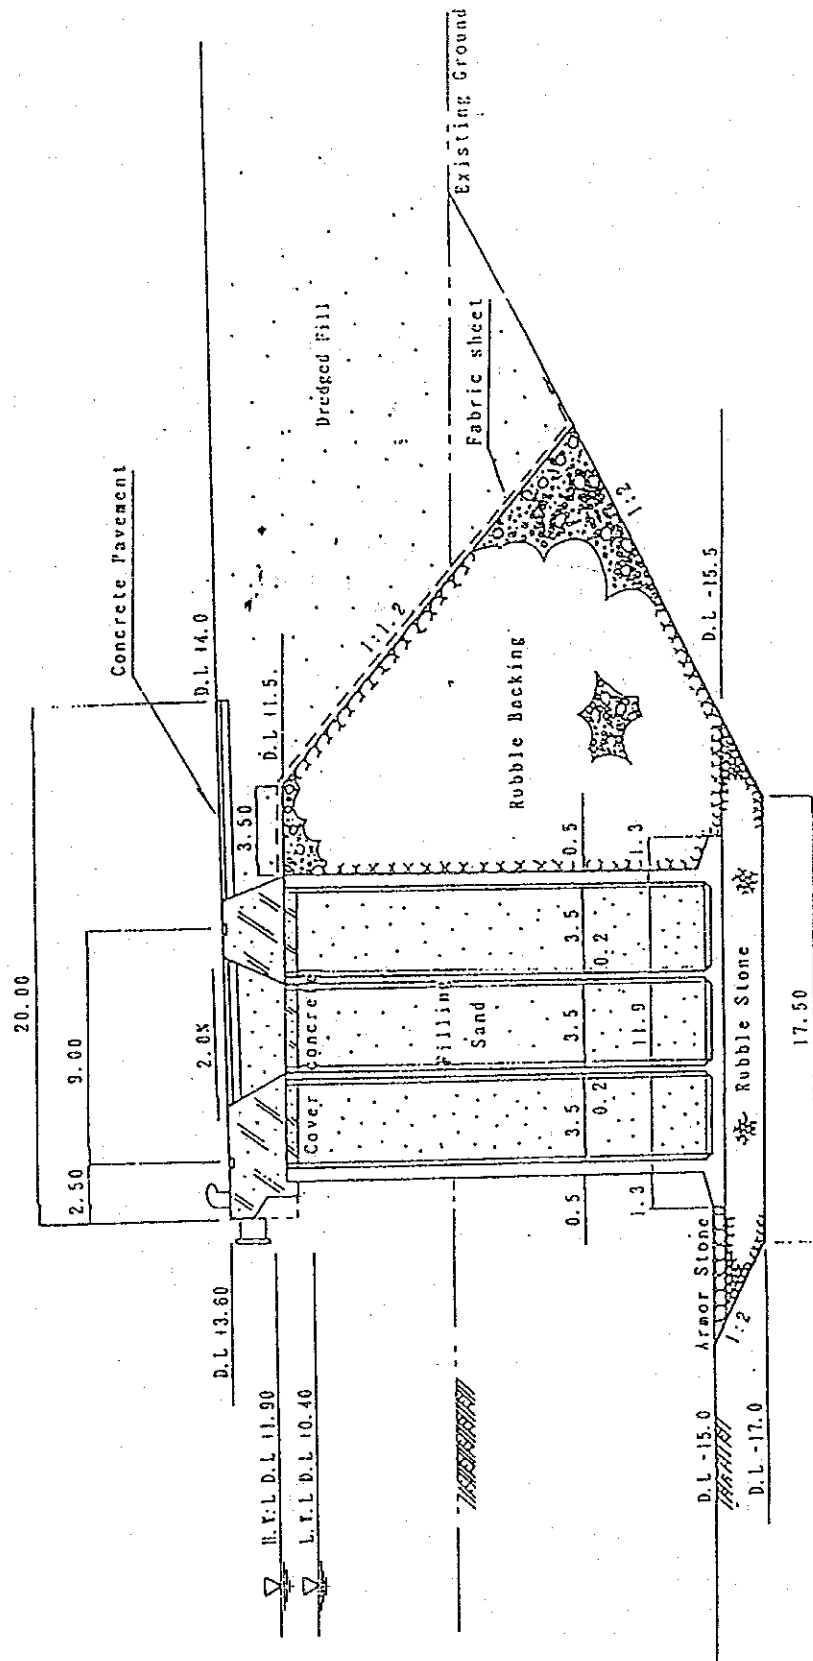 20.00
2.50
9.00
2.0%
Concrete Pavement
D.L +4.0
D.L +3.60
3.50
D.L +1.5.
H.W.L D.L +1.90
L.W.L D.L +0.40
Dredged Fill
Existing Ground
Fabric sheet
1:1.2
1:2
Cover concrete
Filling
Sand
Rubble Backing
0.5
3.5
3.5
3.5
0.5
0.2
0.2
1.3
11.9
1.3
Armor Stone
Rubble Stone
D.L -15.5
D.L -15.0
1:2
D.L -17.0
17.50